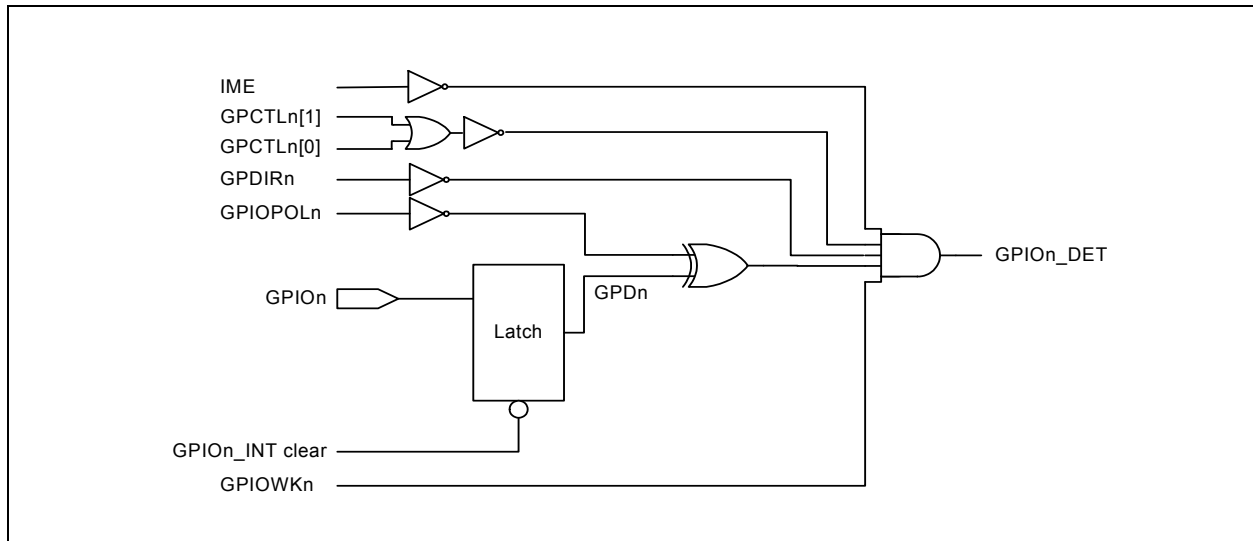 IME
GPCTLn[1]
GPCTLn[0]
GPDIRn
GPIOPOLn
GPIOn_DET
GPIOn
GPDn
Latch
GPIOn_INT clear
GPIOWKn